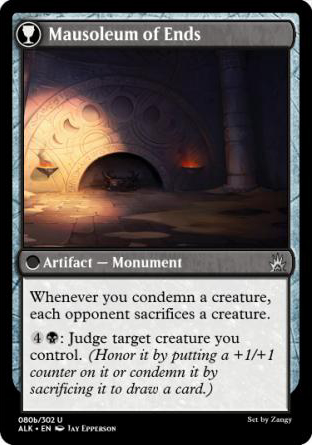 Mausoleum of Ends
Artifact — Monument
Whenever you condemn a creature,
each opponent sacrifices a creature.
4: Judge target creature you
control. (Honor it by putting a +1/+1
counter on it or condemn it by
sacrificing it to draw a card.)
080b/302 U
Set by Zangy
ALK • EN Jay Epperson